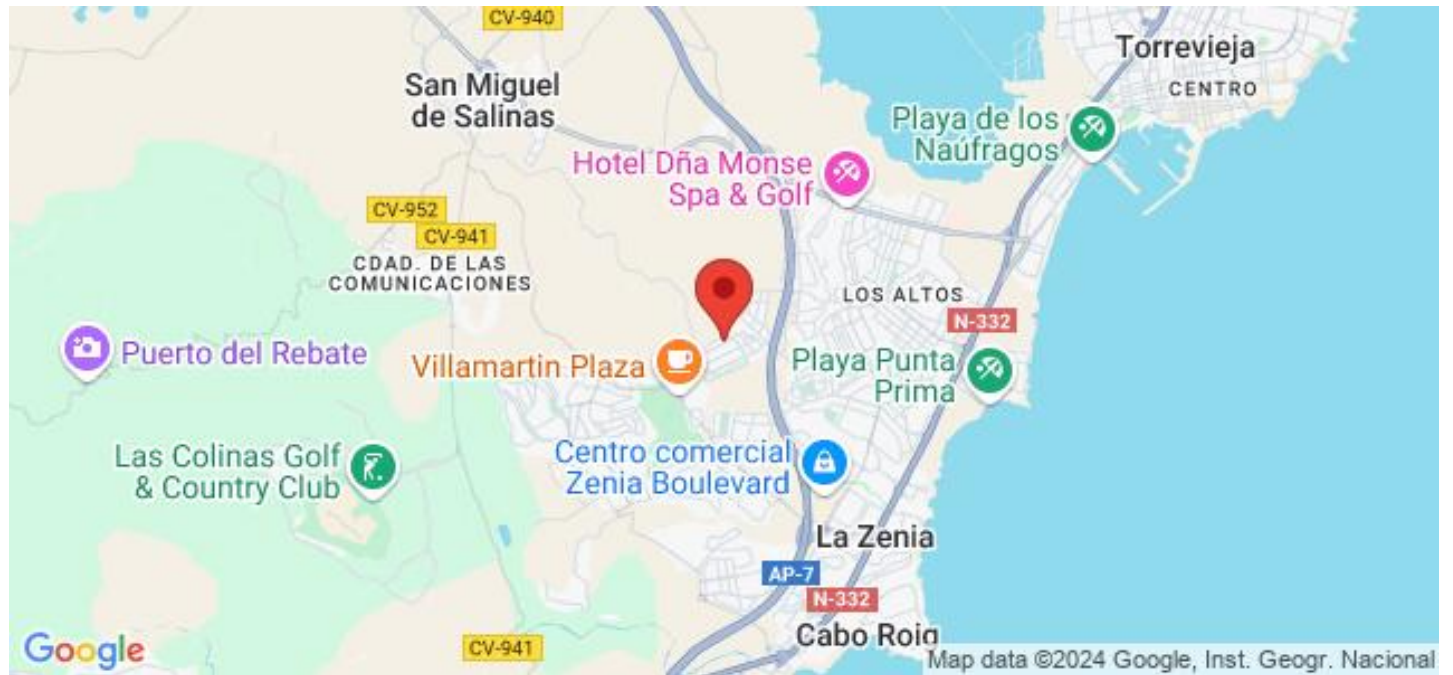 CV-940
Torrevieja
CENTRO
San Miguel
de Salinas
Playa de los
Naúfragos
Hotel Dña Monse
Spa & Golf
CV-952
CV-941
CDAD. DE LAS
COMUNICACIONES
LOS ALTOS
N-332
Puerto del Rebate
Villamartin Plaza
Playa Punta
Prima
Las Colinas Golf
& Country Club
Centro comercial
Zenia Boulevard
La Zenia
AP-7
N-332
Cabo Roig
CV-941
Google
Map data ©2024 Google, Inst. Geogr. Nacional